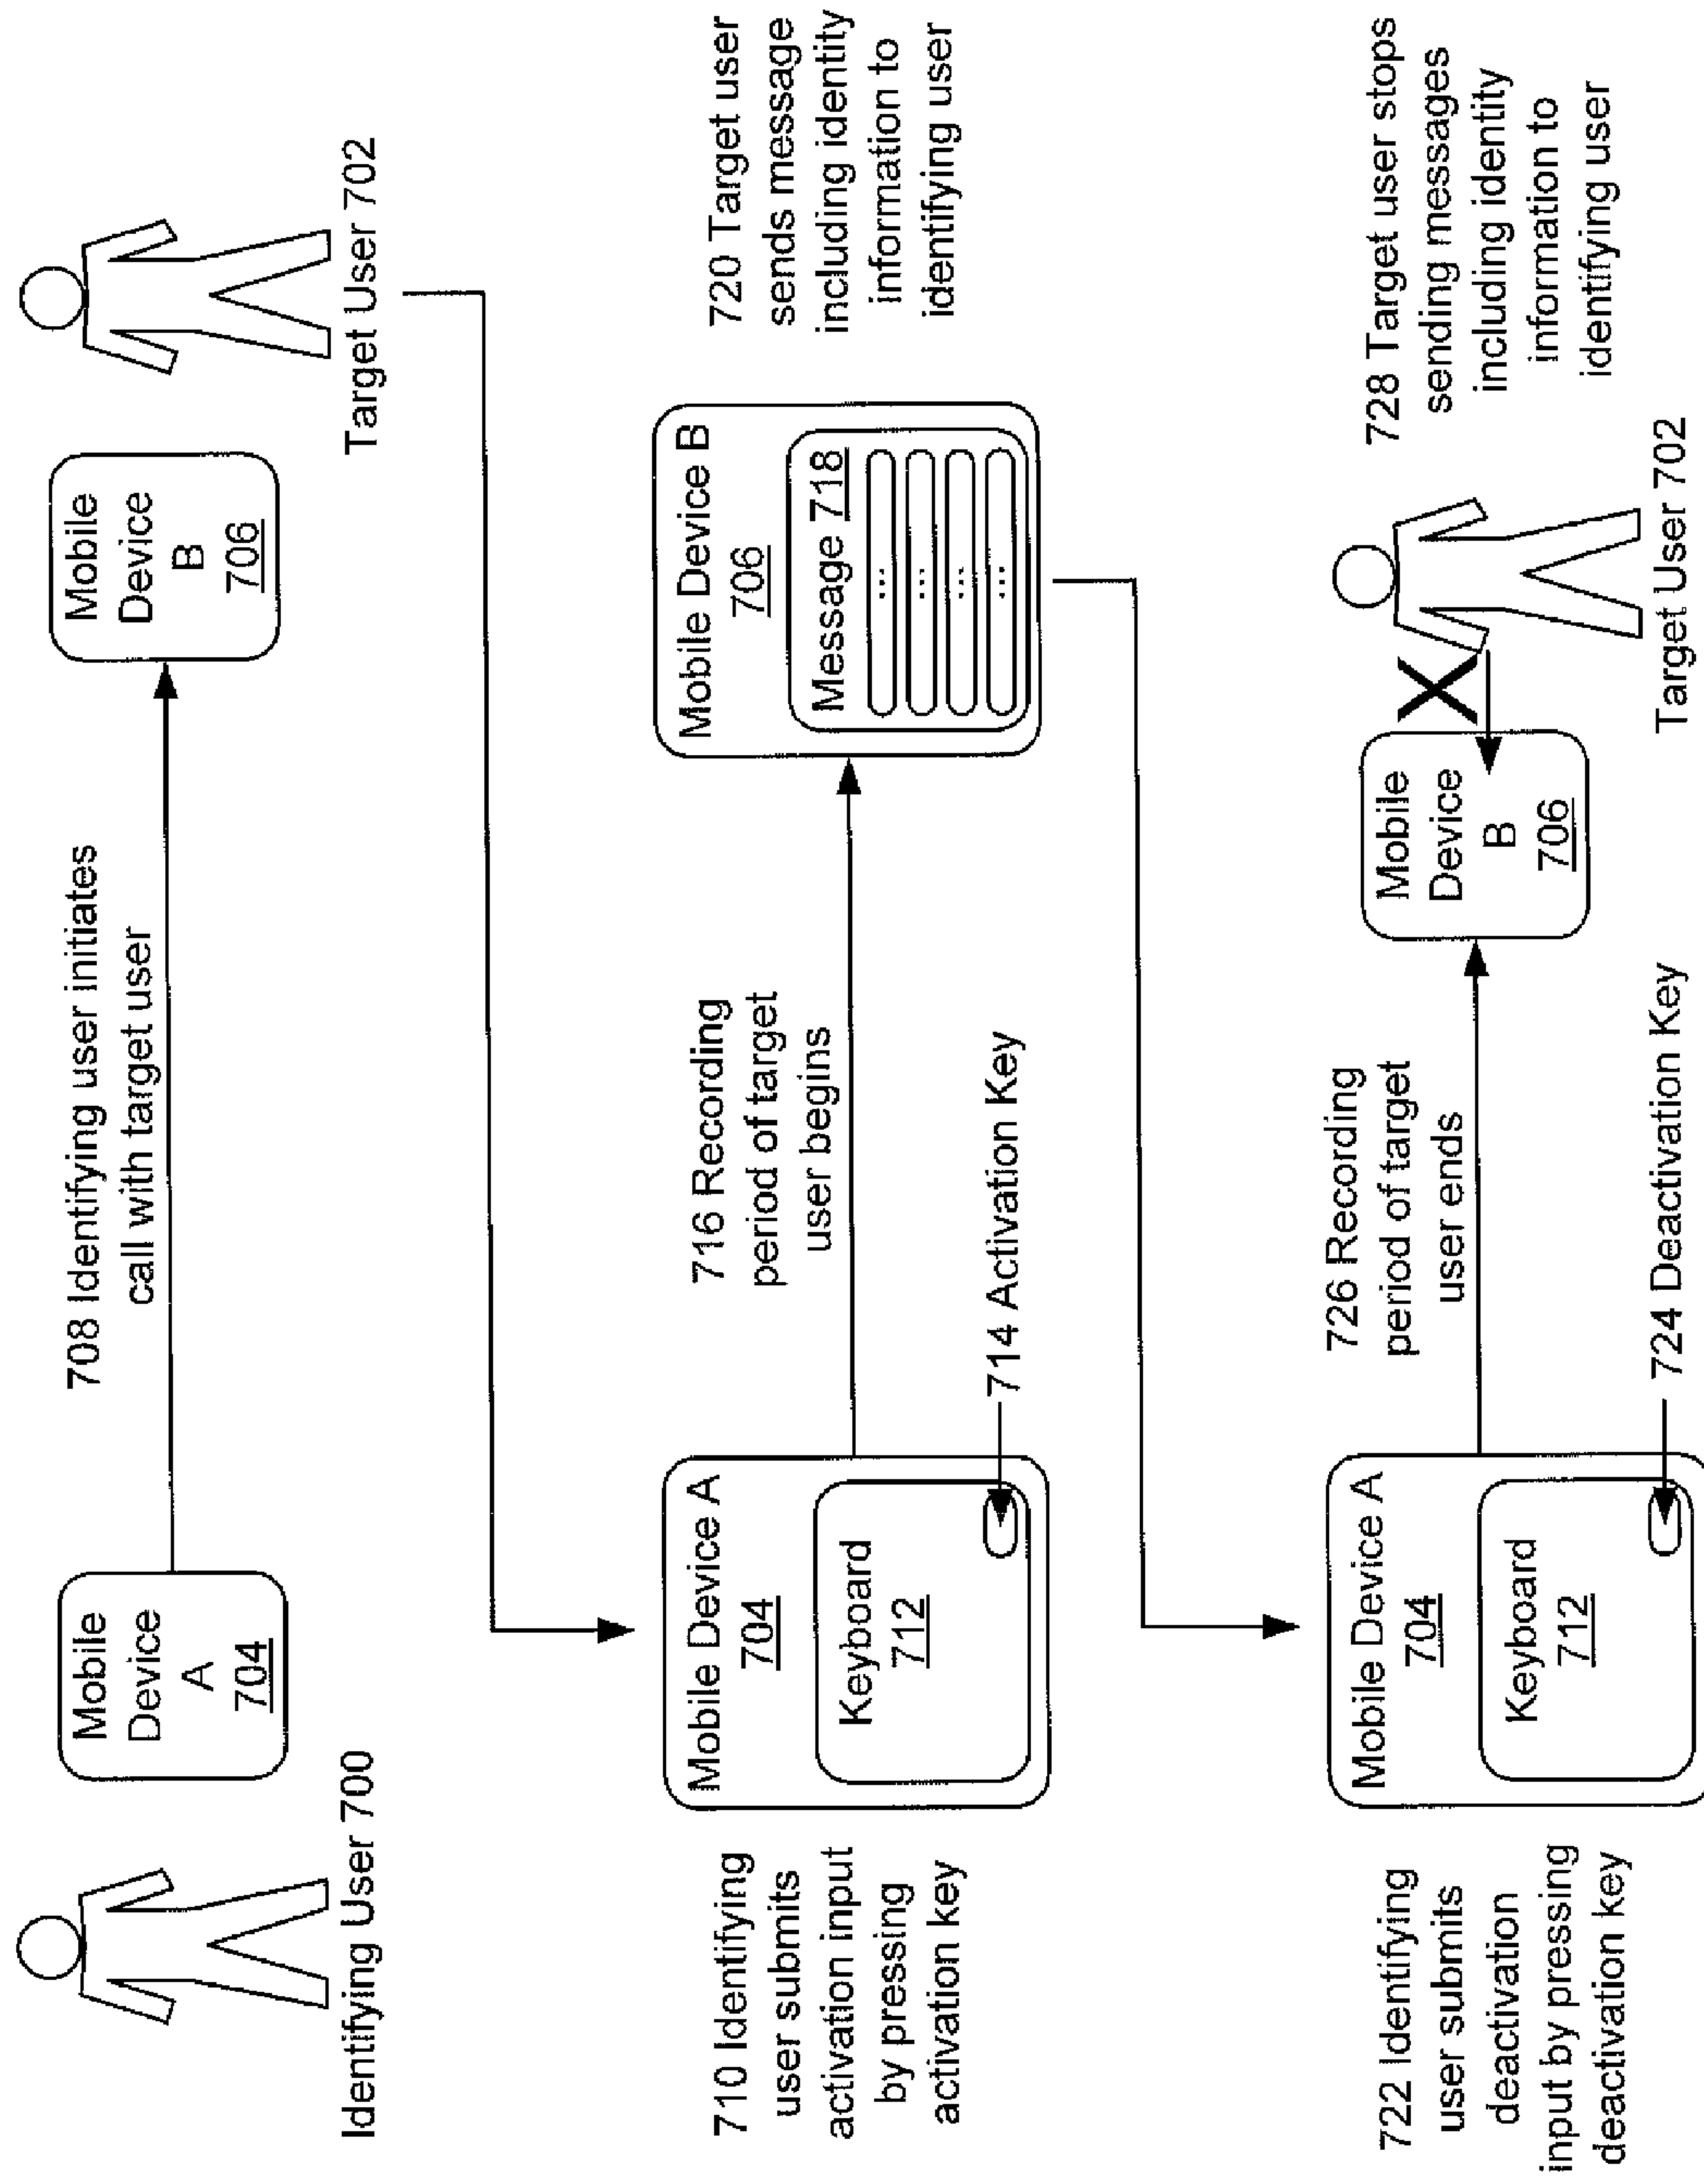 708 Identifying user initiates
call with target user
Mobile
Device
A
704
Mobile
Device
B
706
Identifying User 700
Target User 702
710 Identifying
user submits
activation input
by pressing
activation key
Mobile Device A
704
Keyboard
712
716 Recording
period of target
user begins
714 Activation Key
Mobile Device B
706
Message 718
...
...
...
...
720 Target user
sends message
including identity
information to
identifying user
722 Identifying
user submits
deactivation
input by pressing
deactivation key
Mobile Device A
704
Keyboard
712
726 Recording
period of target
user ends
724 Deactivation Key
Mobile
Device
B
706
X
728 Target user stops
sending messages
including identity
information to
identifying user
Target User 702